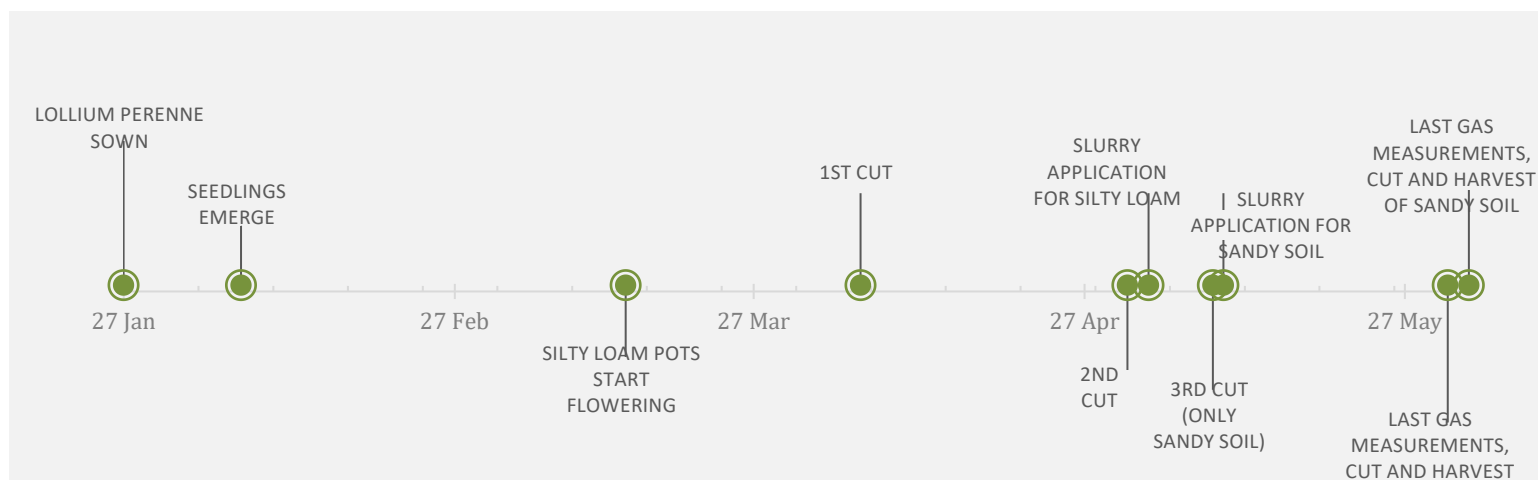 LOLLIUM PERENNE
SOWN
SEEDLINGS
EMERGE
1ST CUT
SLURRY
APPLICATION
FOR SILTY LOAM
SLURRY
APPLICATION FOR
SANDY SOIL
LAST GAS
MEASUREMENTS,
CUT AND HARVEST
OF SANDY SOIL
27 Jan
27 Feb
27 Mar
27 Apr
27 May
SILTY LOAM POTS
START
FLOWERING
2ND
CUT
3RD CUT
(ONLY
SANDY SOIL)
LAST GAS
MEASUREMENTS,
CUT AND HARVEST